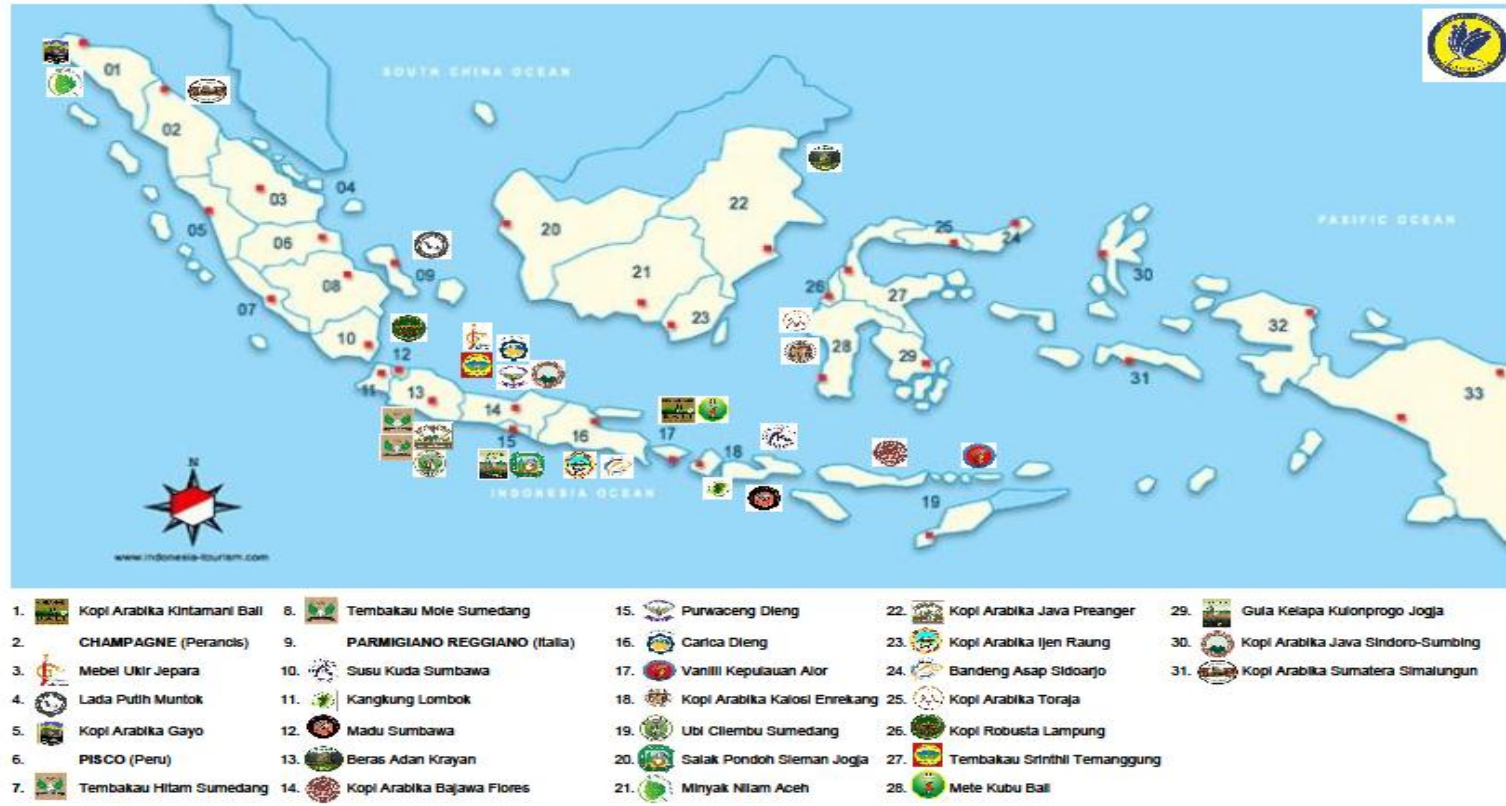 SOUTH CHINA OCEAN
PASIFIC OCEAN
INDONESIA OCEAN
01
02
03
04
05
06
07
08
09
10
11
12
13
14
15
16
17
18
19
20
21
22
23
24
25
26
27
28
29
30
31
32
33
N
www.indonesia-tourism.com
1. Kopi Arabika Kintamani Bali
2. CHAMPAGNE (Perancis)
3. Mebel Ukir Jepara
4. Lada Putih Muntok
5. Kopi Arabika Gayo
6. PISCO (Peru)
7. Tembakau Hitam Sumedang
8. Tembakau Mole Sumedang
9. PARMIGIANO REGGIANO (Italia)
10. Susu Kuda Sumbawa
11. Kangkung Lombok
12. Madu Sumbawa
13. Beras Adan Krayan
14. Kopi Arabika Bajawa Flores
15. Purwaceng Dieng
16. Carica Dieng
17. Vanilli Kepulauan Alor
18. Kopi Arabika Kalosi Enrekang
19. Ubi Cilembu Sumedang
20. Salak Pondoh Sleman Jogja
21. Minyak Nilam Aceh
22. Kopi Arabika Java Preanger
23. Kopi Arabika Ijen Raung
24. Bandeng Asap Sidoarjo
25. Kopi Arabika Toraja
26. Kopi Robusta Lampung
27. Tembakau Srinthil Temanggung
28. Mete Kubu Bali
29. Gula Kelapa Kulonprogo Jogja
30. Kopi Arabika Java Sindoro-Sumbing
31. Kopi Arabika Sumatera Simalungun